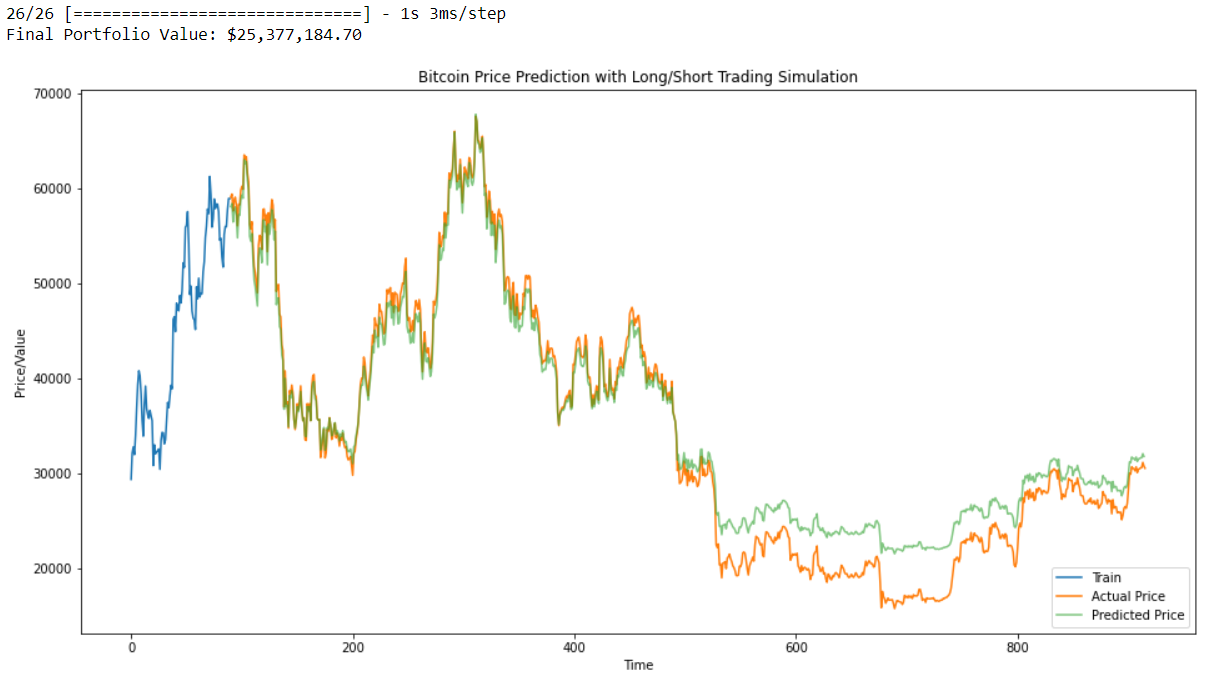 26/26 [==============================] - 1s 3ms/step
Final Portfolio Value: $25,377,184.70
Bitcoin Price Prediction with Long/Short Trading Simulation
70000
60000
50000
40000
30000
20000
Price/Value
0
200
400
600
800
Time
Train
Actual Price
Predicted Price